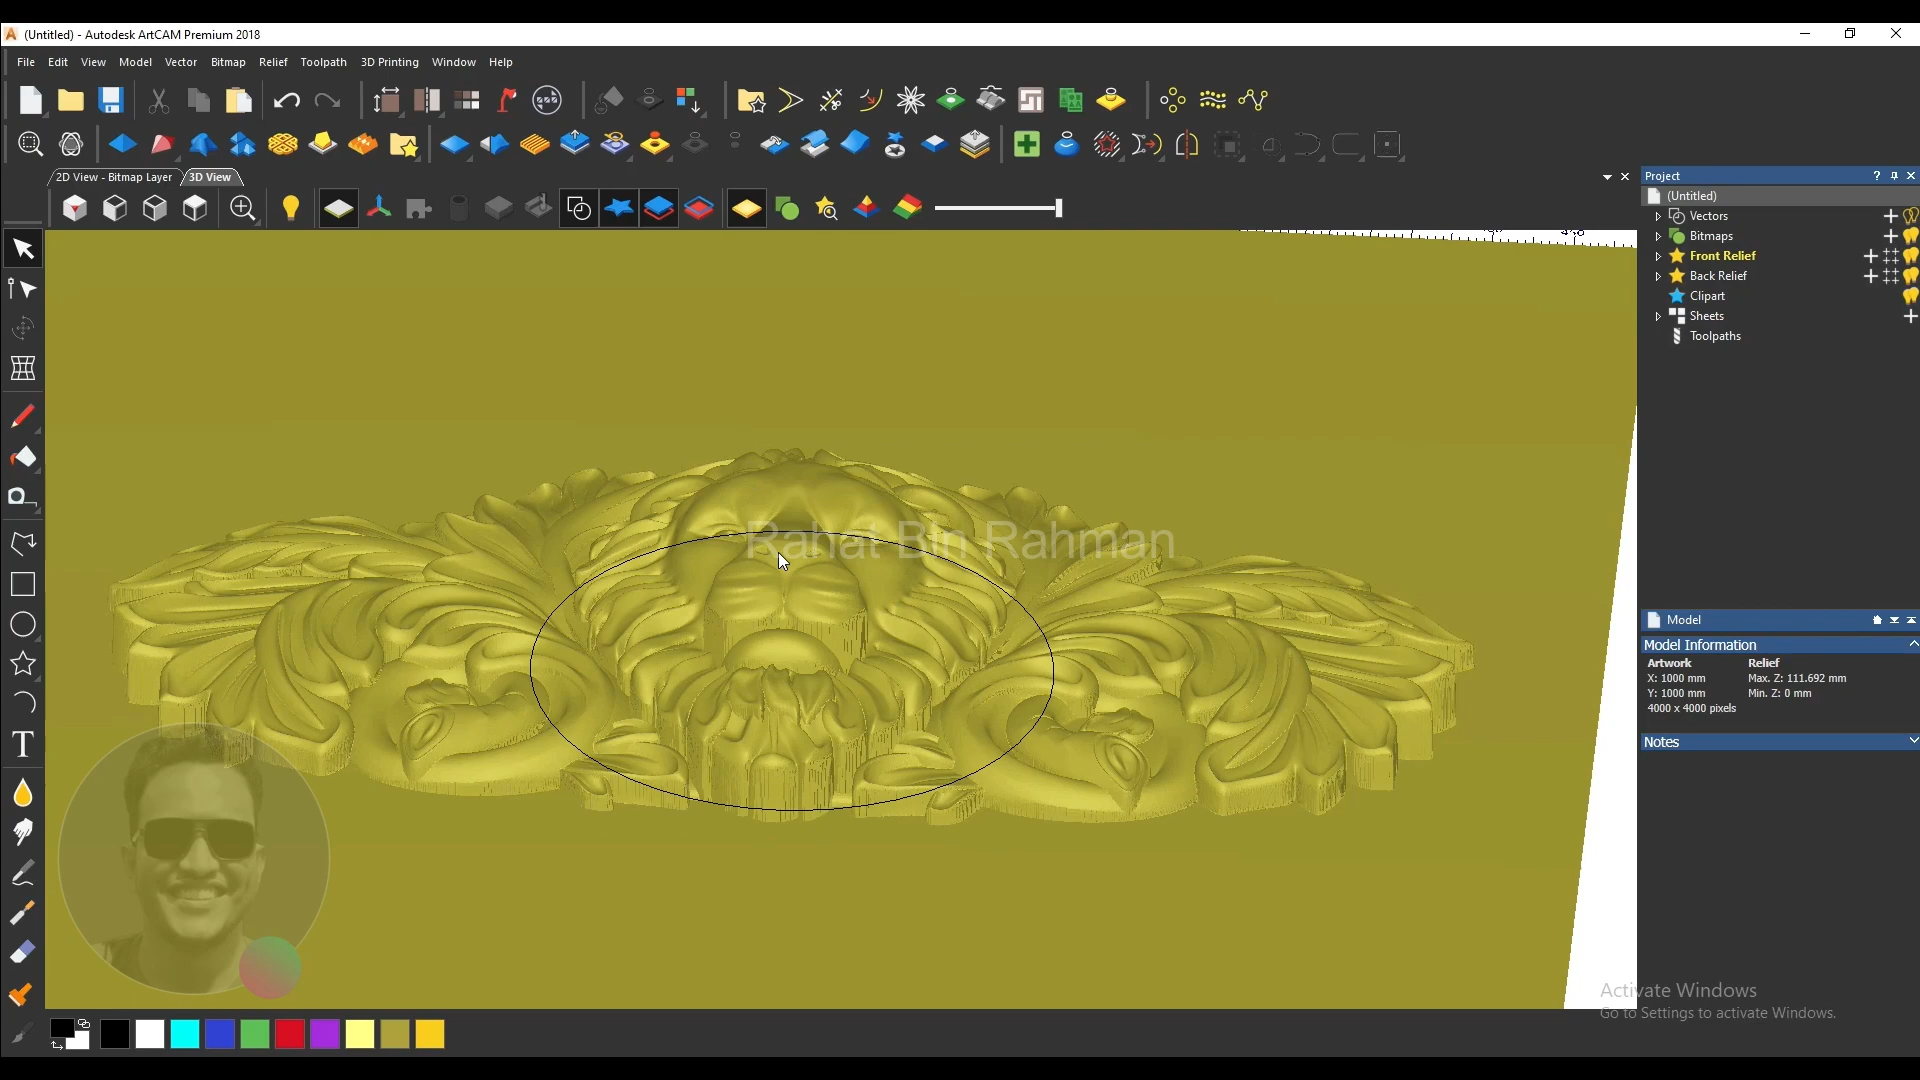 (Untitled) - Autodesk ArtCAM Premium 2018
File Edit View Model Vector Bitmap Relief Toolpath 3D Printing Window Help
2D View - Bitmap Layer 3D View
Project
(Untitled)
Vectors
Bitmaps
Front Relief
Back Relief
Clipart
Sheets
Toolpaths
Rahat Bin Rahman
Model
Model Information
Artwork Relief
X: 1000 mm Max. Z: 111.692 mm
Y: 1000 mm Min. Z: 0 mm
4000 x 4000 pixels
Notes
Activate Windows
Go to Settings to activate Windows.